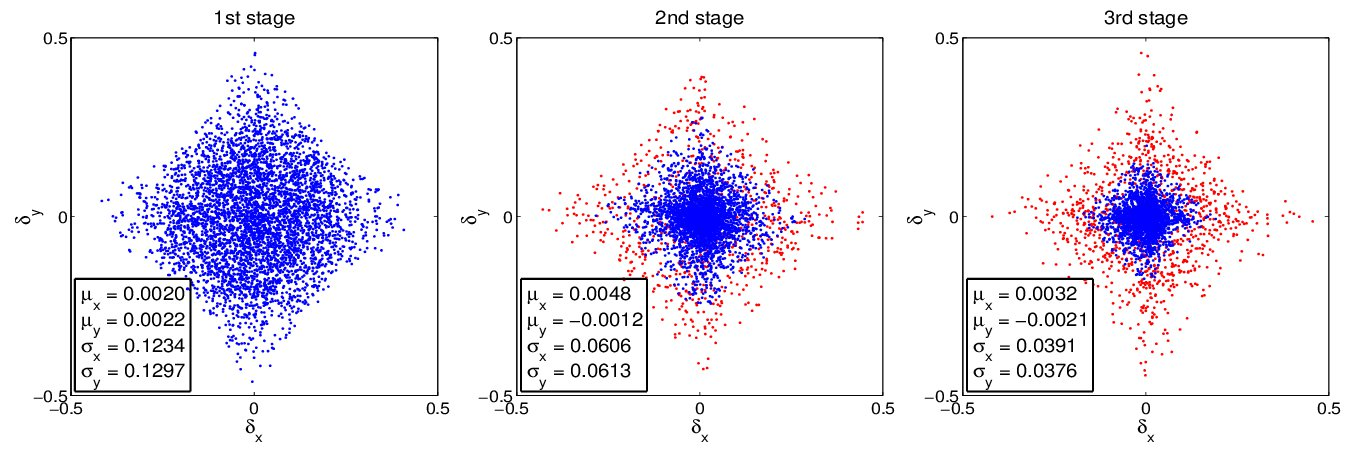 1st stage
0.5
δy
0
μx = 0.0020
μy = 0.0022
σx = 0.1234
σy = 0.1297
−0.5
−0.5
0
0.5
δx
2nd stage
0.5
δy
0
μx = 0.0048
μy = −0.0012
σx = 0.0606
σy = 0.0613
−0.5
−0.5
0
0.5
δx
3rd stage
0.5
δy
0
μx = 0.0032
μy = −0.0021
σx = 0.0391
σy = 0.0376
−0.5
−0.5
0
0.5
δx